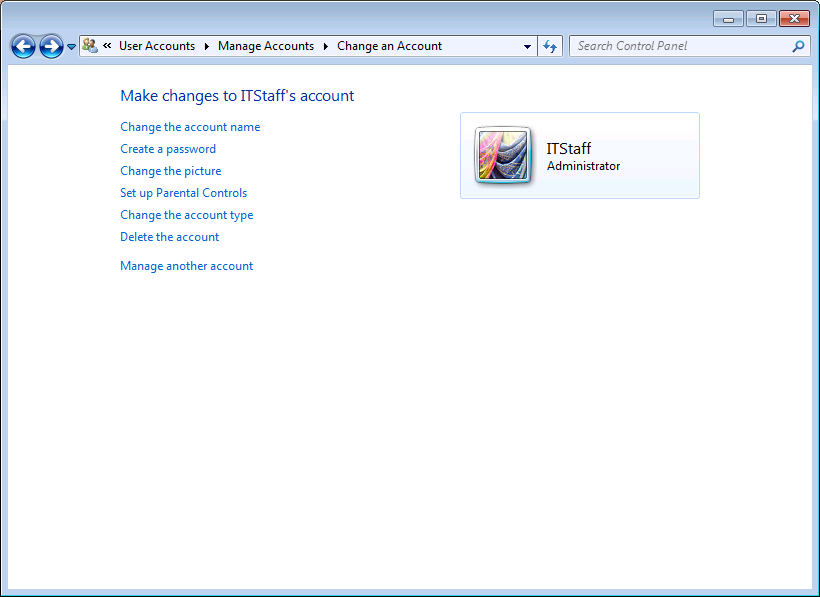 « User Accounts ▸ Manage Accounts ▸ Change an Account
Search Control Panel
Make changes to ITStaff's account
Change the account name
Create a password
Change the picture
Set up Parental Controls
Change the account type
Delete the account
Manage another account
ITStaff
Administrator